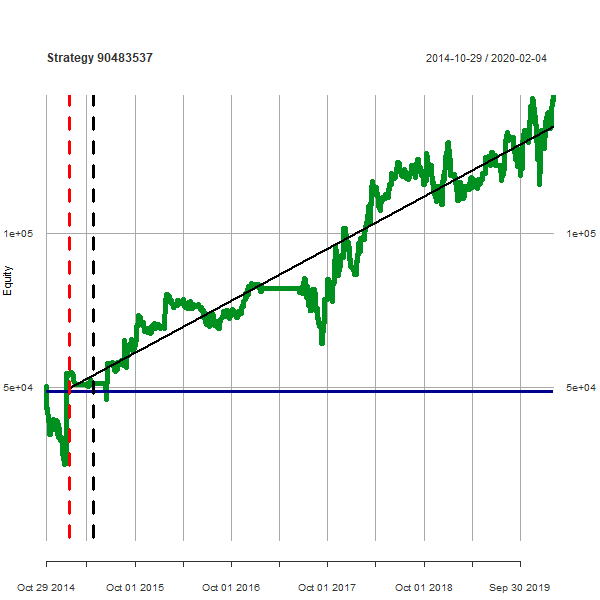 Strategy 90483537
2014-10-29 / 2020-02-04
1e+05
1e+05
Equity
5e+04
5e+04
Oct 29 2014
Oct 01 2015
Oct 01 2016
Oct 01 2017
Oct 01 2018
Sep 30 2019